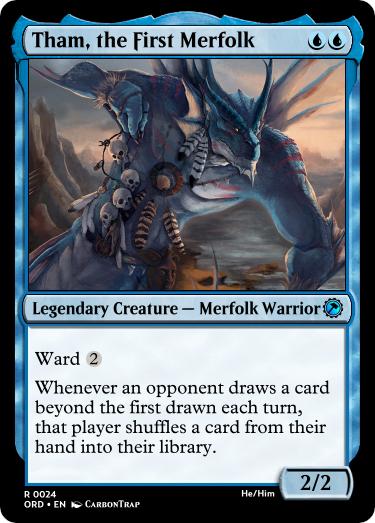 Tham, the First Merfolk
Legendary Creature — Merfolk Warrior
Ward 2
Whenever an opponent draws a card
beyond the first drawn each turn,
that player shuffles a card from their
hand into their library.
2/2
R 0024
He/Him
ORD • EN CarbonTrap